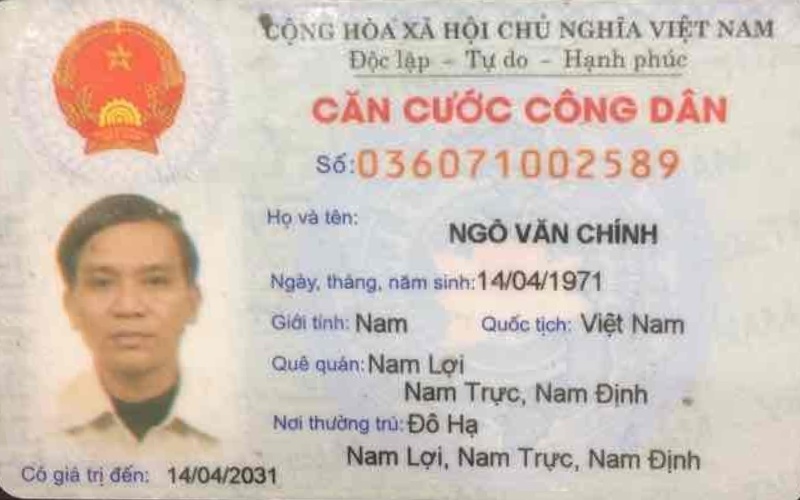 CỘNG HÒA XÃ HỘI CHỦ NGHĨA VIỆT NAM
Độc lập - Tự do - Hạnh phúc
CĂN CƯỚC CÔNG DÂN
Số: 036071002589
Họ và tên: NGÔ VĂN CHÍNH
Ngày, tháng, năm sinh: 14/04/1971
Giới tính: Nam Quốc tịch: Việt Nam
Quê quán: Nam Lợi
Nam Trực, Nam Định
Nơi thường trú: Đô Hạ
Nam Lợi, Nam Trực, Nam Định
Có giá trị đến: 14/04/2031